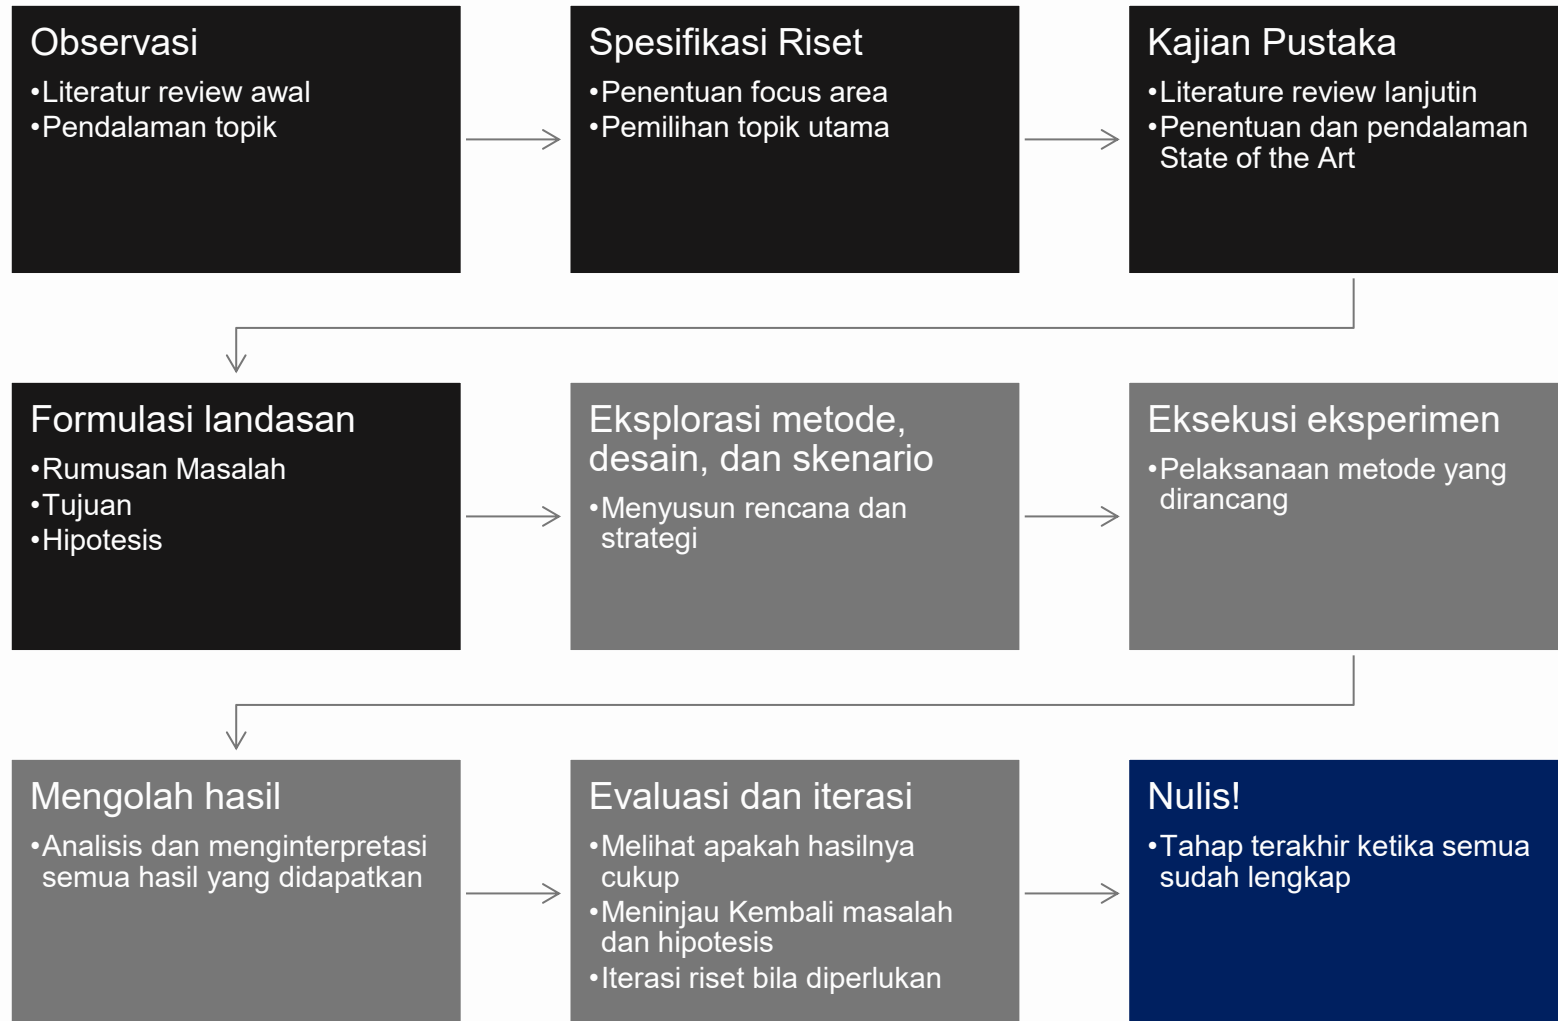 Observasi
•Literatur review awal
•Pendalaman topik
Spesifikasi Riset
•Penentuan focus area
•Pemilihan topik utama
Kajian Pustaka
•Literature review lanjutin
•Penentuan dan pendalaman
State of the Art
Formulasi landasan
•Rumusan Masalah
•Tujuan
•Hipotesis
Eksplorasi metode,
desain, dan skenario
•Menyusun rencana dan
strategi
Eksekusi eksperimen
•Pelaksanaan metode yang
dirancang
Mengolah hasil
•Analisis dan menginterpretasi
semua hasil yang didapatkan
Evaluasi dan iterasi
•Melihat apakah hasilnya
cukup
•Meninjau Kembali masalah
dan hipotesis
•Iterasi riset bila diperlukan
Nulis!
•Tahap terakhir ketika semua
sudah lengkap